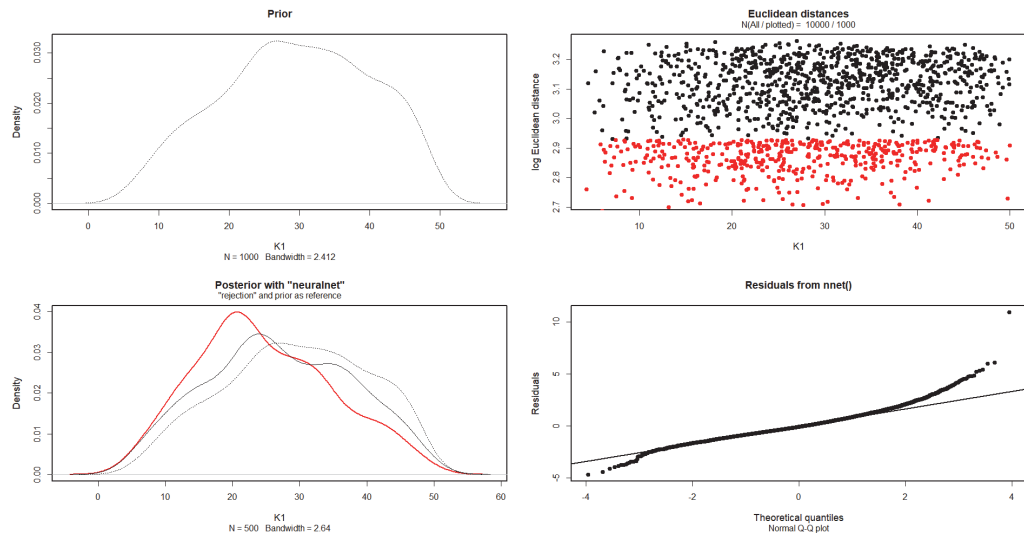 Prior
Density
0.000
0.010
0.020
0.030
0 10 20 30 40 50
K1
N = 1000 Bandwidth = 2.412
Euclidean distances
N(All / plotted) = 10000 / 1000
log Euclidean distance
2.7
2.8
2.9
3.0
3.1
3.2
10 20 30 40 50
K1
Posterior with "neuralnet"
"rejection" and prior as reference
Density
0.00
0.01
0.02
0.03
0.04
0 10 20 30 40 50 60
K1
N = 500 Bandwidth = 2.64
Residuals from nnet()
Residuals
-5
0
5
10
-4 -2 0 2 4
Theoretical quantiles
Normal Q-Q plot